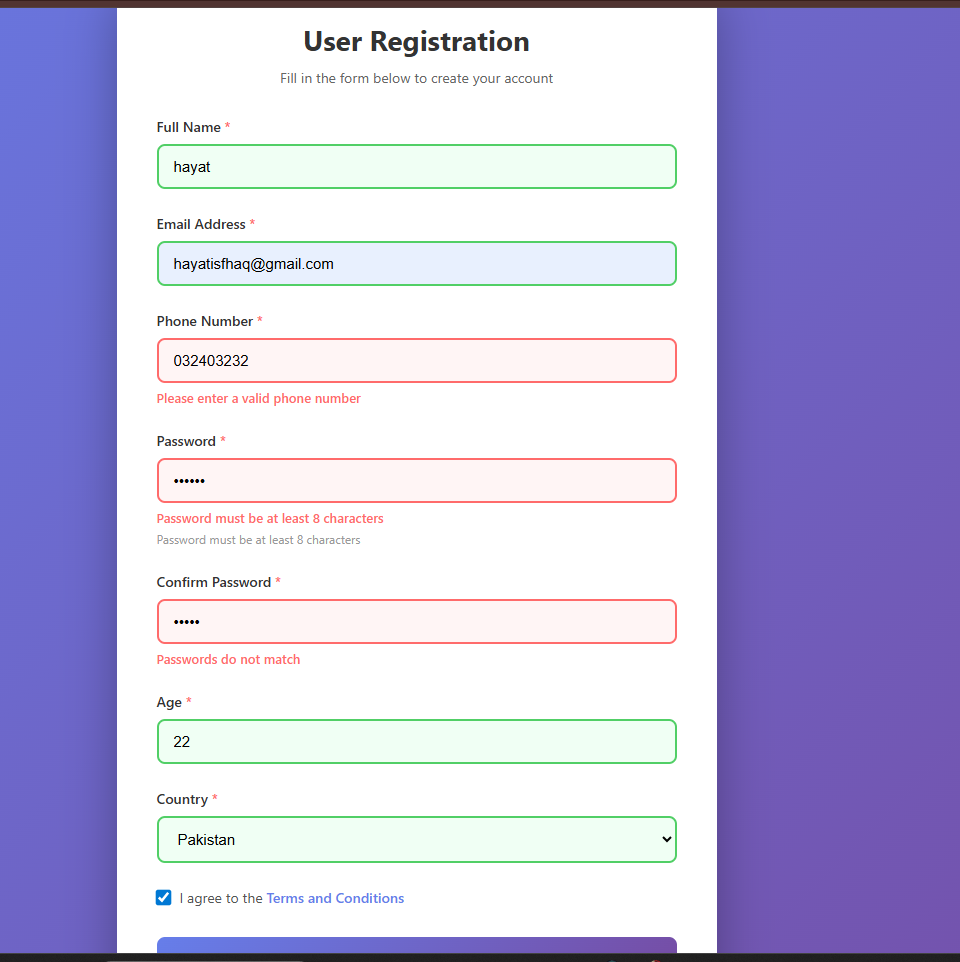 User Registration
Fill in the form below to create your account
Full Name *
hayat
Email Address *
hayatisfhaq@gmail.com
Phone Number *
032403232
Please enter a valid phone number
Password *
••••••
Password must be at least 8 characters
Password must be at least 8 characters
Confirm Password *
•••••
Passwords do not match
Age *
22
Country *
Pakistan
I agree to the Terms and Conditions